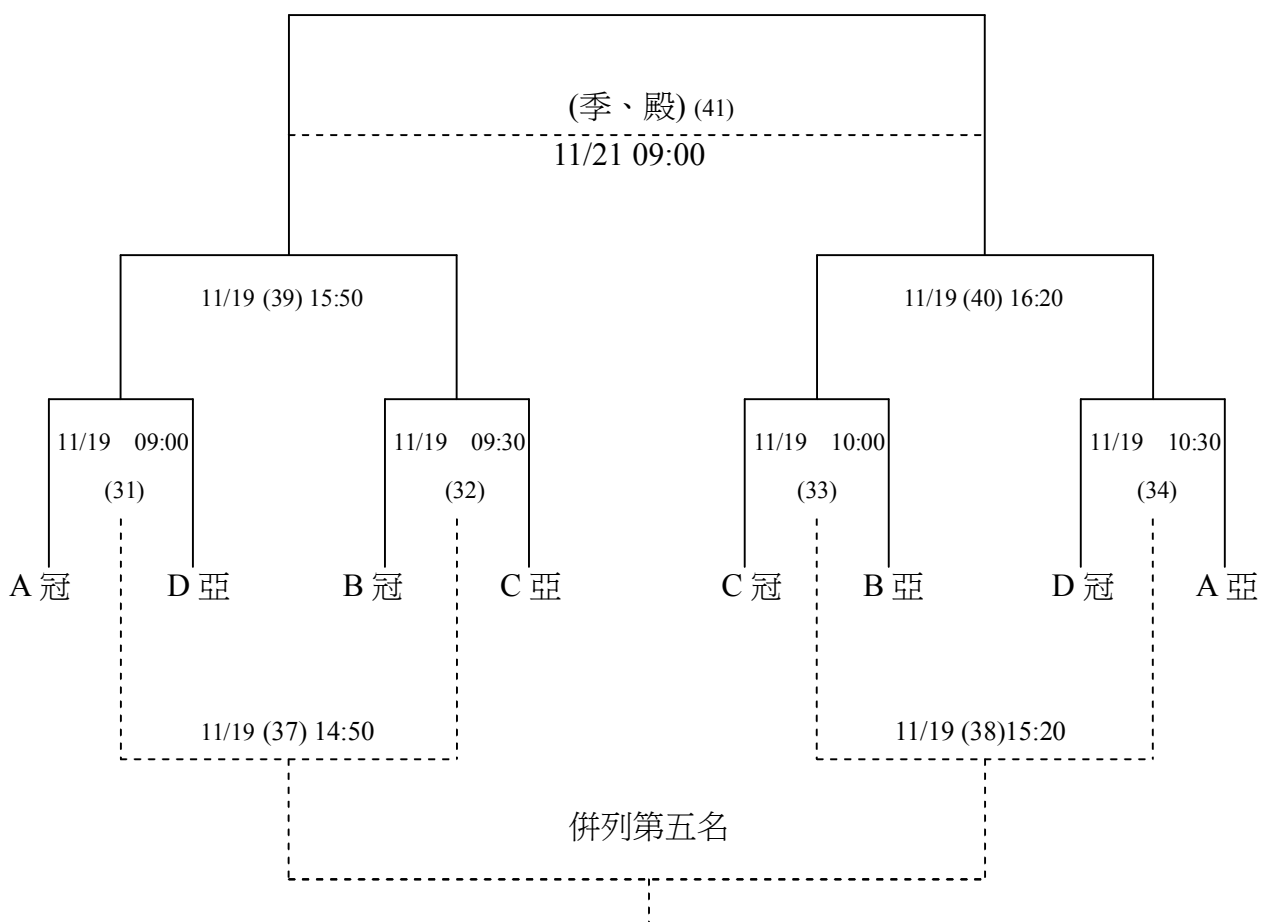 (季、殿) (41)
11/21 09:00
11/19 (39) 15:50
11/19 (40) 16:20
11/19 09:00
(31)
11/19 09:30
(32)
11/19 10:00
(33)
11/19 10:30
(34)
A 冠
D 亞
B 冠
C 亞
C 冠
B 亞
D 冠
A 亞
11/19 (37) 14:50
11/19 (38)15:20
併列第五名